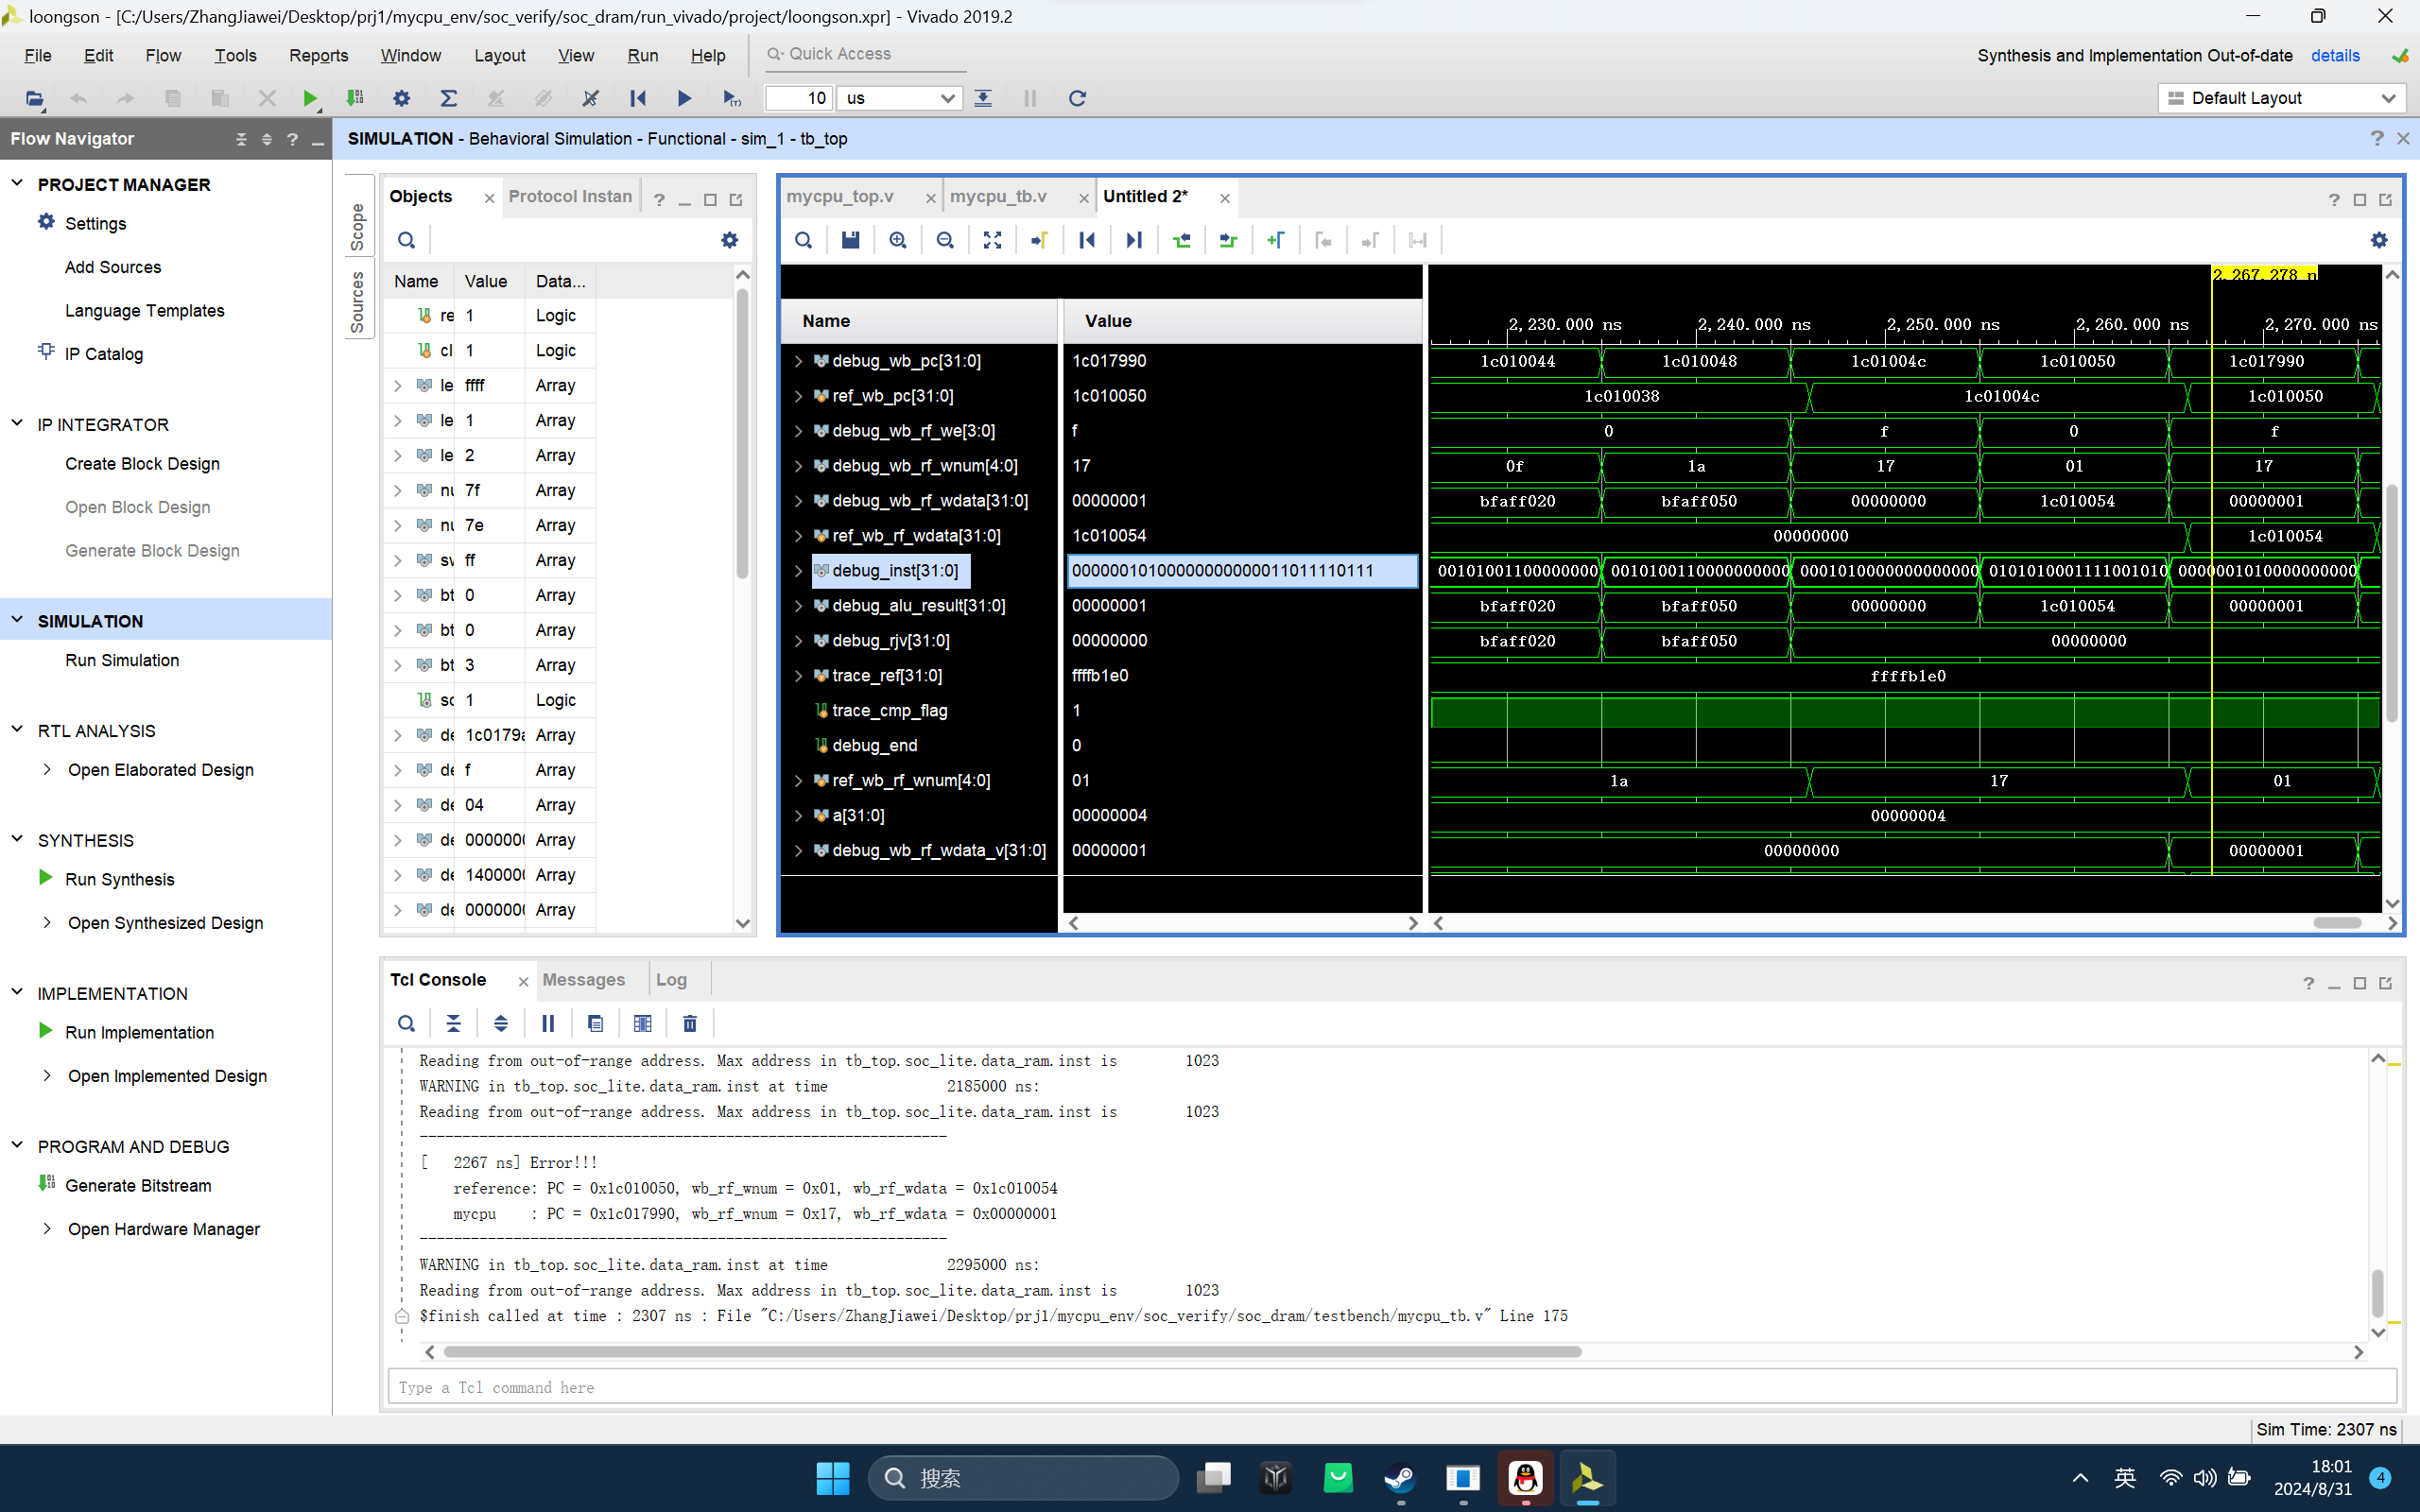 loongson - [C:/Users/ZhangJiawei/Desktop/prj1/mycpu_env/soc_verify/soc_dram/run_vivado/project/loongson.xpr] - Vivado 2019.2
File Edit Flow Tools Reports Window Layout View Run Help Quick Access
Synthesis and Implementation Out-of-date details
10 us
Default Layout
Flow Navigator
SIMULATION - Behavioral Simulation - Functional - sim_1 - tb_top
PROJECT MANAGER
Settings
Add Sources
Language Templates
IP Catalog
IP INTEGRATOR
Create Block Design
Open Block Design
Generate Block Design
SIMULATION
Run Simulation
RTL ANALYSIS
Open Elaborated Design
SYNTHESIS
Run Synthesis
Open Synthesized Design
IMPLEMENTATION
Run Implementation
Open Implemented Design
PROGRAM AND DEBUG
Generate Bitstream
Open Hardware Manager
Scope
Sources
Objects Protocol Instan
Name Value Data...
re 1 Logic
cl 1 Logic
le ffff Array
le 1 Array
le 2 Array
nu 7f Array
nu 7e Array
sw ff Array
bt 0 Array
bt 0 Array
bt 3 Array
so 1 Logic
de 1c0179a Array
de f Array
de 04 Array
de 0000000 Array
de 140000 Array
de 0000000 Array
mycpu_top.v mycpu_tb.v Untitled 2*
2,267.278 n
Name Value
2,230.000 ns 2,240.000 ns 2,250.000 ns 2,260.000 ns 2,270.000 ns
debug_wb_pc[31:0] 1c017990 1c010044 1c010048 1c01004c 1c010050 1c017990
ref_wb_pc[31:0] 1c010050 1c010038 1c01004c 1c010050
debug_wb_rf_we[3:0] f 0 f 0 f
debug_wb_rf_wnum[4:0] 17 0f 1a 17 01 17
debug_wb_rf_wdata[31:0] 00000001 bfaff020 bfaff050 00000000 1c010054 00000001
ref_wb_rf_wdata[31:0] 1c010054 00000000 1c010054
debug_inst[31:0] 00000010100000000000011011110111 00101001100000000 0010100110000000000 0001010000000000000 0101010001111001010 0000001010000000000
debug_alu_result[31:0] 00000001 bfaff020 bfaff050 00000000 1c010054 00000001
debug_rjv[31:0] 00000000 bfaff020 bfaff050 00000000
trace_ref[31:0] ffffb1e0 ffffb1e0
trace_cmp_flag 1
debug_end 0
ref_wb_rf_wnum[4:0] 01 1a 17 01
a[31:0] 00000004 00000004
debug_wb_rf_wdata_v[31:0] 00000001 00000000 00000001
Tcl Console Messages Log
Reading from out-of-range address. Max address in tb_top.soc_lite.data_ram.inst is 1023
WARNING in tb_top.soc_lite.data_ram.inst at time 2185000 ns:
Reading from out-of-range address. Max address in tb_top.soc_lite.data_ram.inst is 1023
--------------------------------------------------------------
[ 2267 ns] Error!!!
reference: PC = 0x1c010050, wb_rf_wnum = 0x01, wb_rf_wdata = 0x1c010054
mycpu : PC = 0x1c017990, wb_rf_wnum = 0x17, wb_rf_wdata = 0x00000001
--------------------------------------------------------------
WARNING in tb_top.soc_lite.data_ram.inst at time 2295000 ns:
Reading from out-of-range address. Max address in tb_top.soc_lite.data_ram.inst is 1023
$finish called at time : 2307 ns : File "C:/Users/ZhangJiawei/Desktop/prj1/mycpu_env/soc_verify/soc_dram/testbench/mycpu_tb.v" Line 175
Type a Tcl command here
Sim Time: 2307 ns
搜索
英
18:01
2024/8/31
4